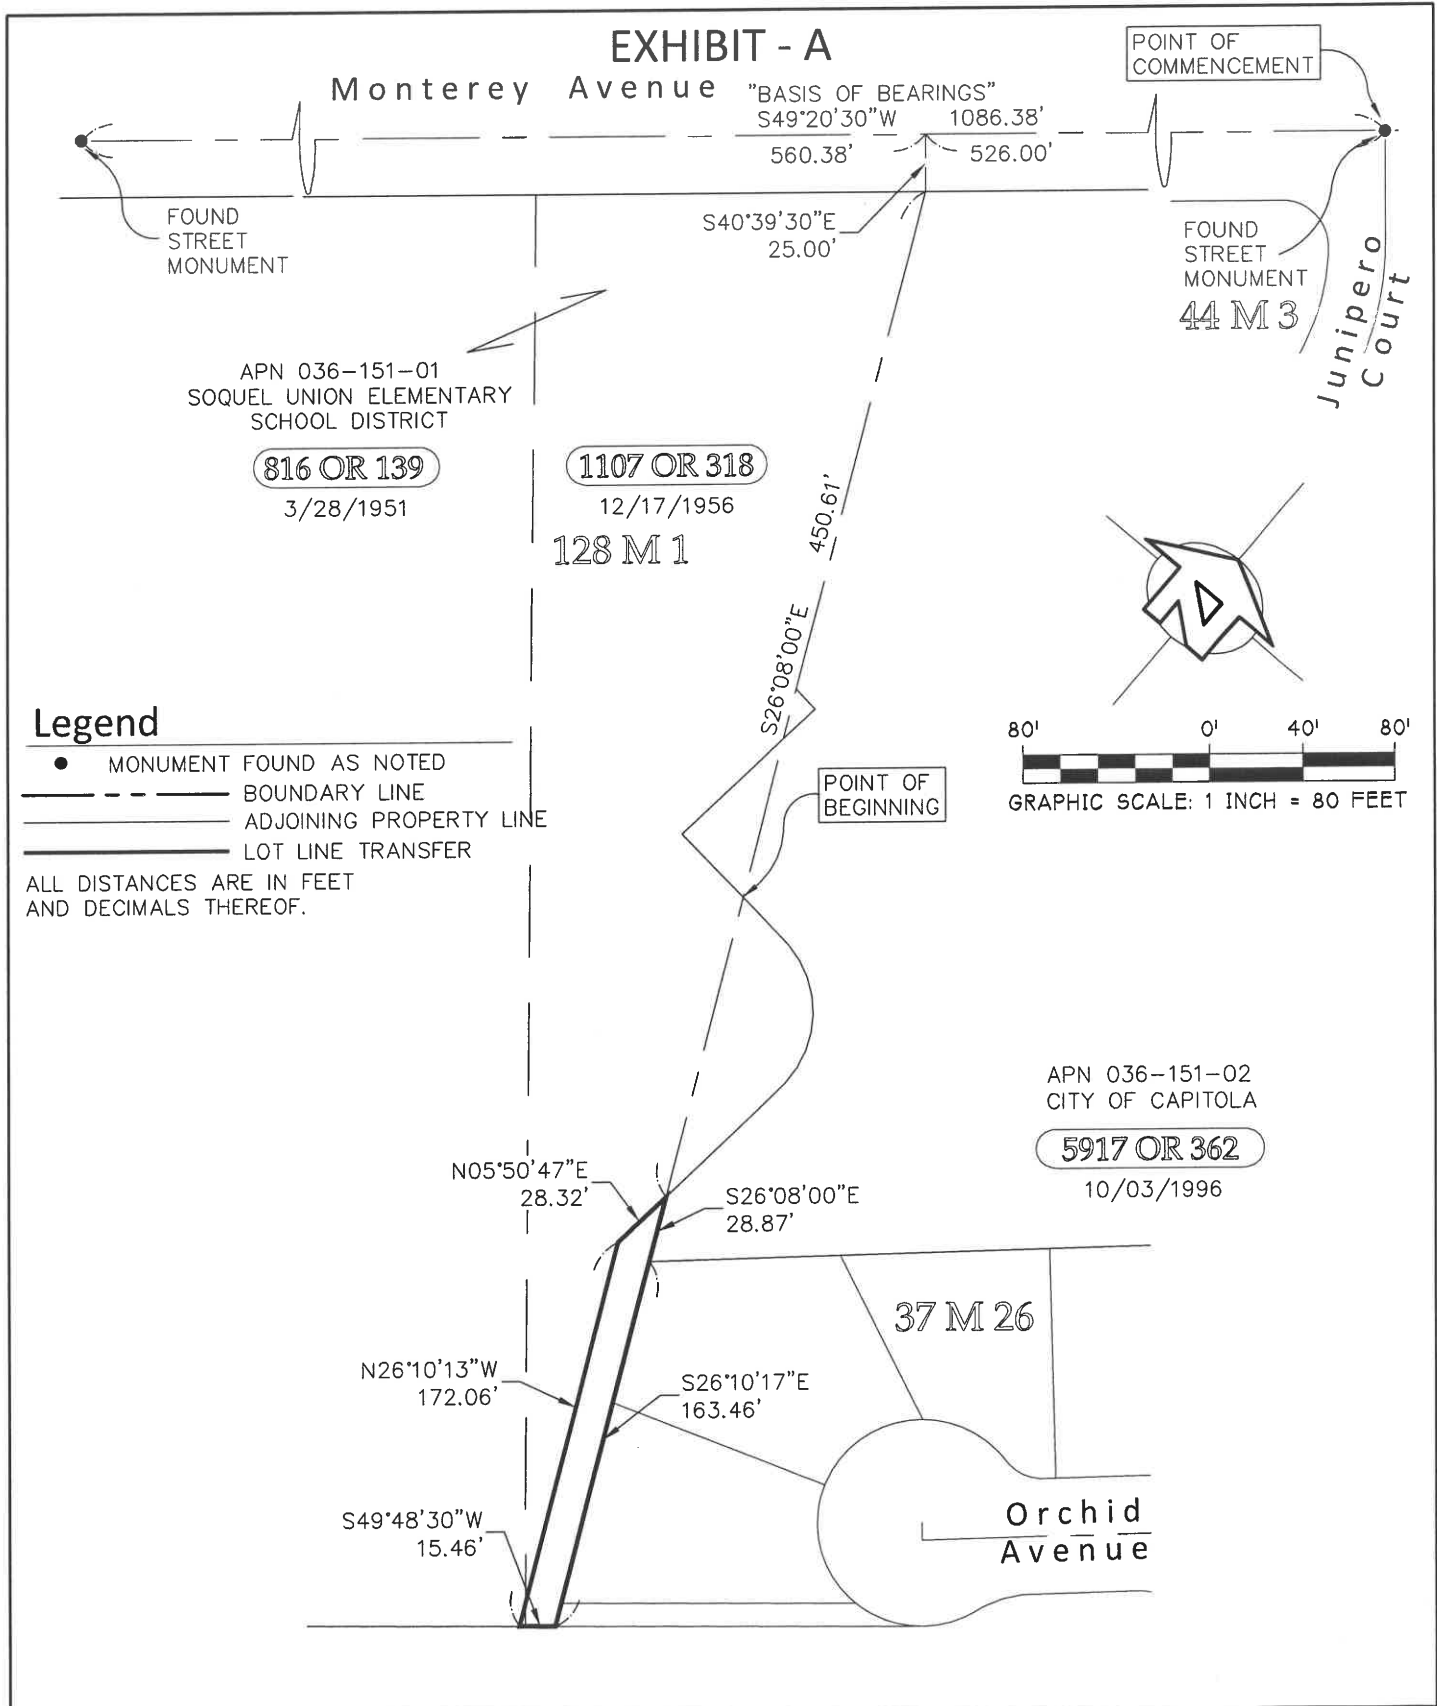 EXHIBIT - A
POINT OF
COMMENCEMENT
Monterey Avenue
"BASIS OF BEARINGS"
S49°20'30"W 1086.38'
560.38' 526.00'
FOUND
STREET
MONUMENT
S40°39'30"E
25.00'
FOUND
STREET
MONUMENT
44 M 3
Junipero
Court
APN 036-151-01
SOQUEL UNION ELEMENTARY
SCHOOL DISTRICT
816 OR 139
3/28/1951
1107 OR 318
12/17/1956
128 M 1
450.61'
S26°08'00"E
Legend
MONUMENT FOUND AS NOTED
BOUNDARY LINE
ADJOINING PROPERTY LINE
LOT LINE TRANSFER
ALL DISTANCES ARE IN FEET
AND DECIMALS THEREOF.
80' 0' 40' 80'
GRAPHIC SCALE: 1 INCH = 80 FEET
POINT OF
BEGINNING
APN 036-151-02
CITY OF CAPITOLA
5917 OR 362
10/03/1996
N05°50'47"E
28.32'
S26°08'00"E
28.87'
37 M 26
N26°10'13"W
172.06'
S26°10'17"E
163.46'
S49°48'30"W
15.46'
Orchid
Avenue